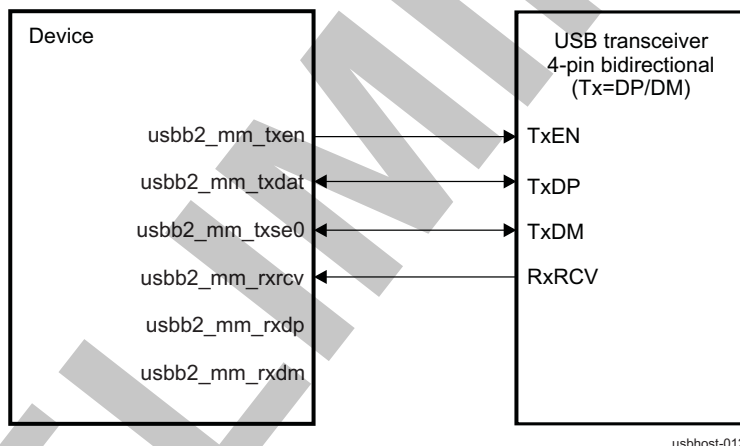 Device
USB transceiver
4-pin bidirectional
(Tx=DP/DM)
usbb2_mm_txen
TxEN
usbb2_mm_txdat
TxDP
usbb2_mm_txse0
TxDM
usbb2_mm_rxrcv
RxRCV
usbb2_mm_rxdp
usbb2_mm_rxdm